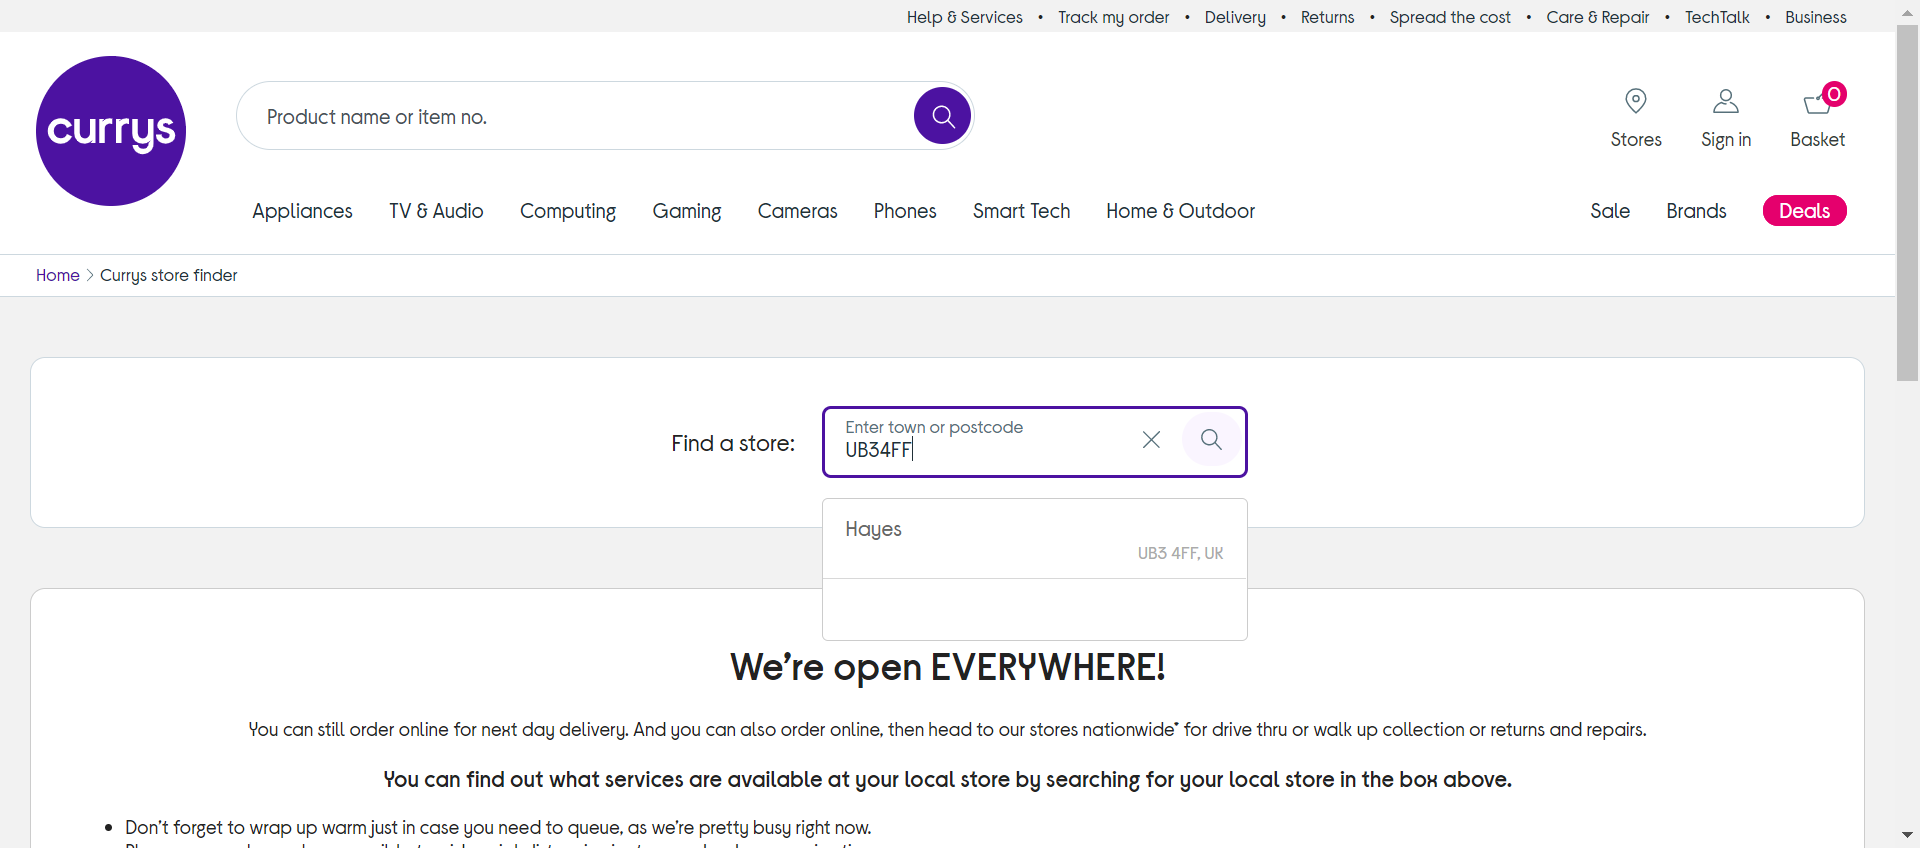 Help & Services • Track my order • Delivery • Returns • Spread the cost • Care & Repair • TechTalk • Business
currys
Product name or item no.
Stores
Sign in
0
Basket
Appliances TV & Audio Computing Gaming Cameras Phones Smart Tech Home & Outdoor Sale Brands Deals
Home > Currys store finder
Find a store:
Enter town or postcode
UB34FF
Hayes
UB3 4FF, UK
We're open EVERYWHERE!
You can still order online for next day delivery. And you can also order online, then head to our stores nationwide* for drive thru or walk up collection or returns and repairs.
You can find out what services are available at your local store by searching for your local store in the box above.
• Don't forget to wrap up warm just in case you need to queue, as we're pretty busy right now.